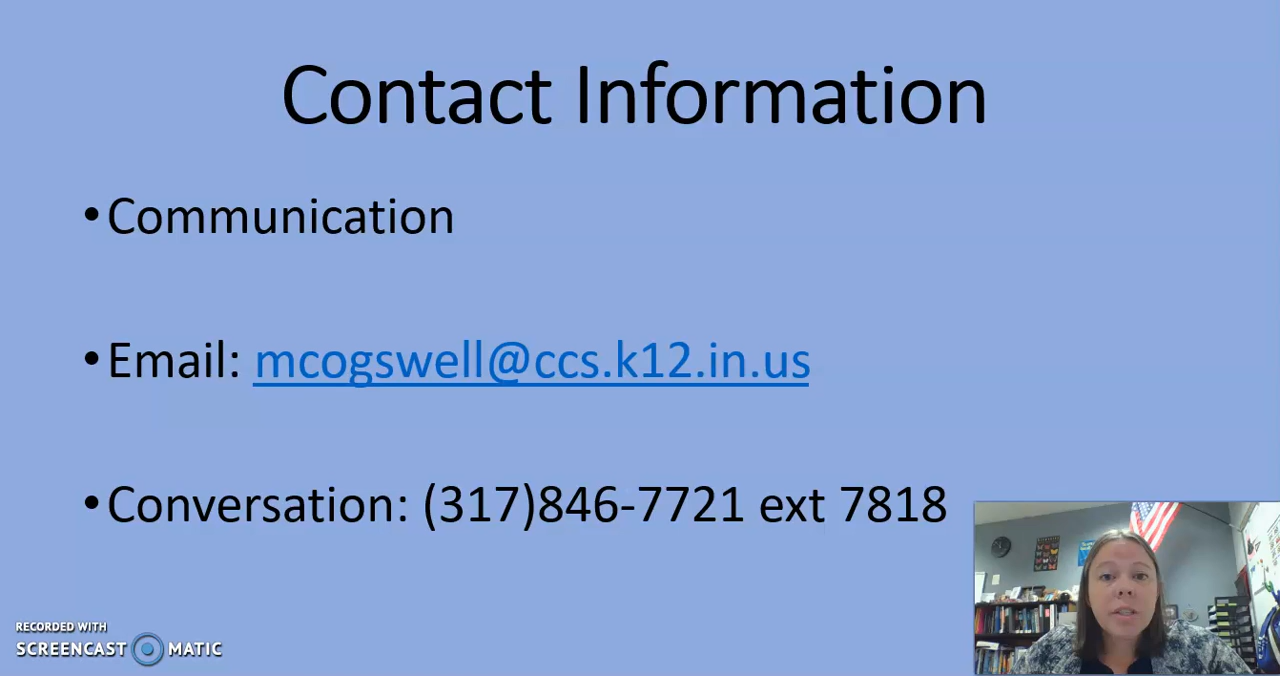 Contact Information
•Communication
•Email: mcogswell@ccs.k12.in.us
•Conversation: (317)846-7721 ext 7818
RECORDED WITH
SCREENCAST MATIC